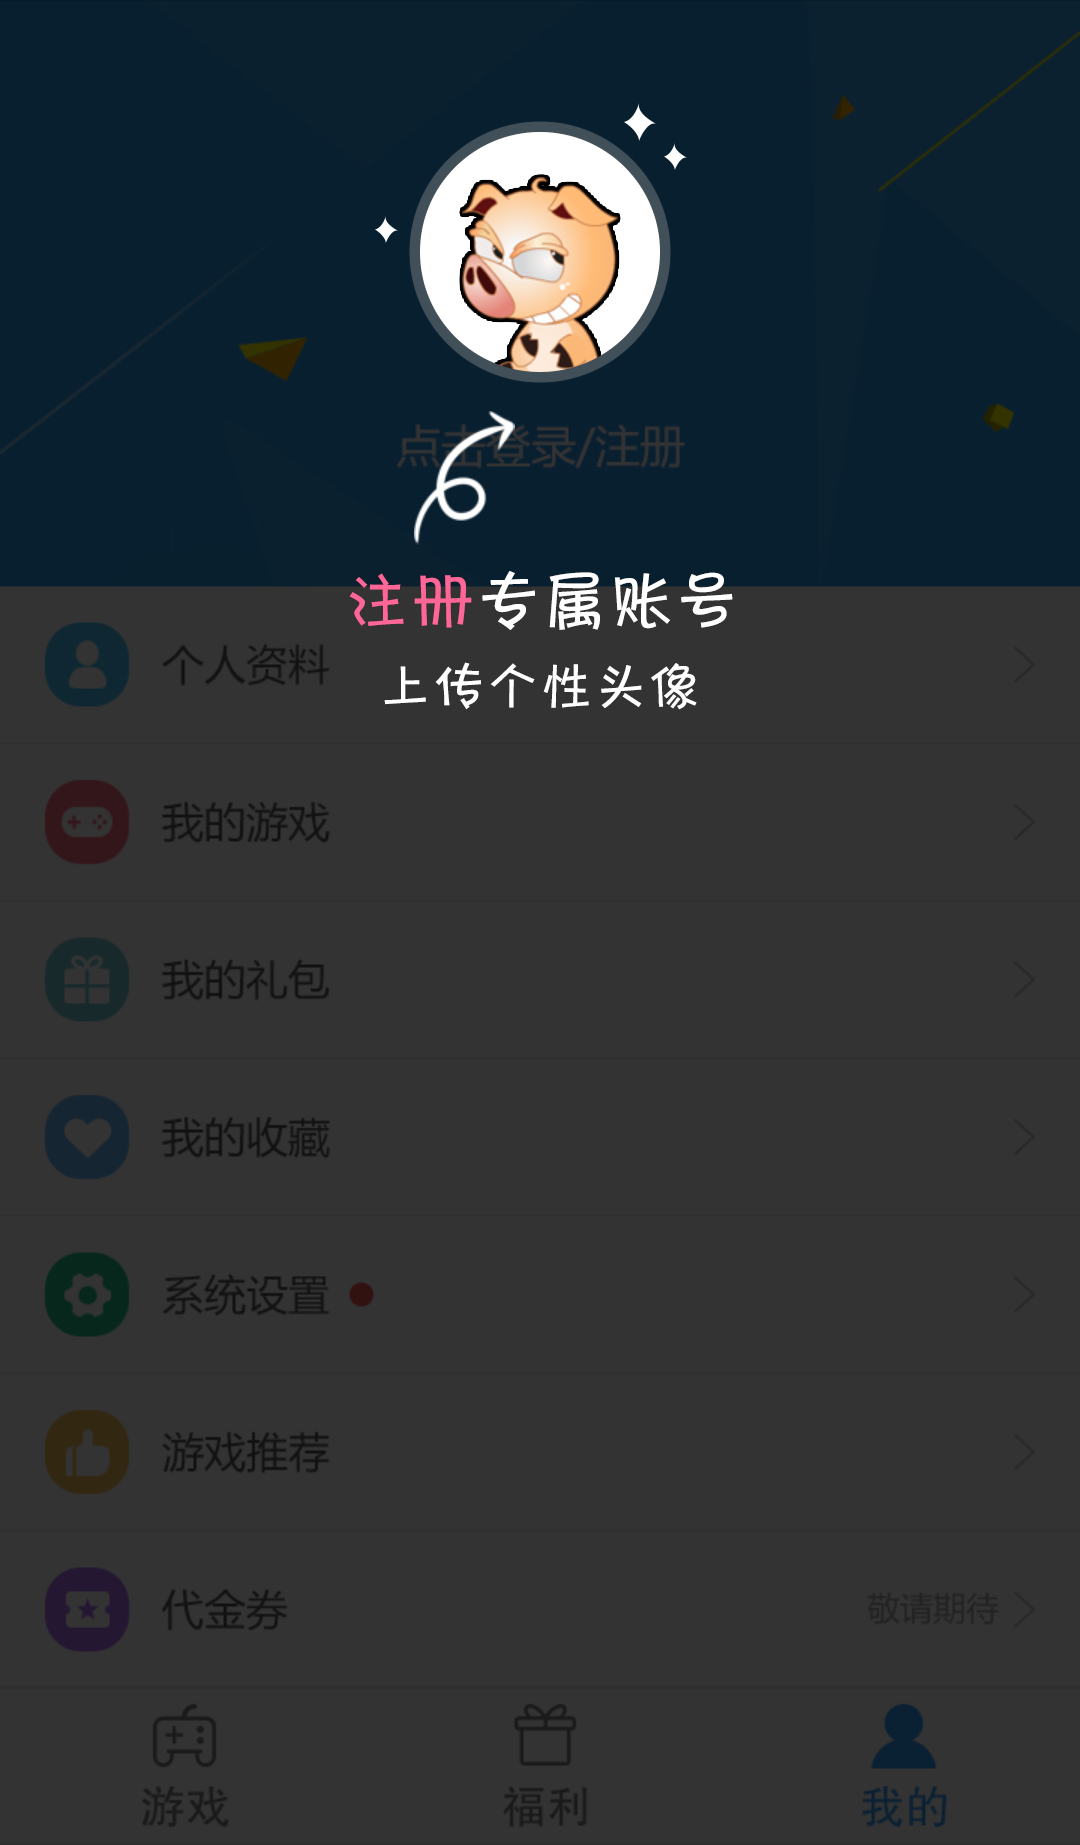 点击登录/注册
注册专属账号
个人资料
上传个性头像
我的游戏
我的礼包
我的收藏
系统设置
游戏推荐
代金券 敬请期待
游戏 福利 我的